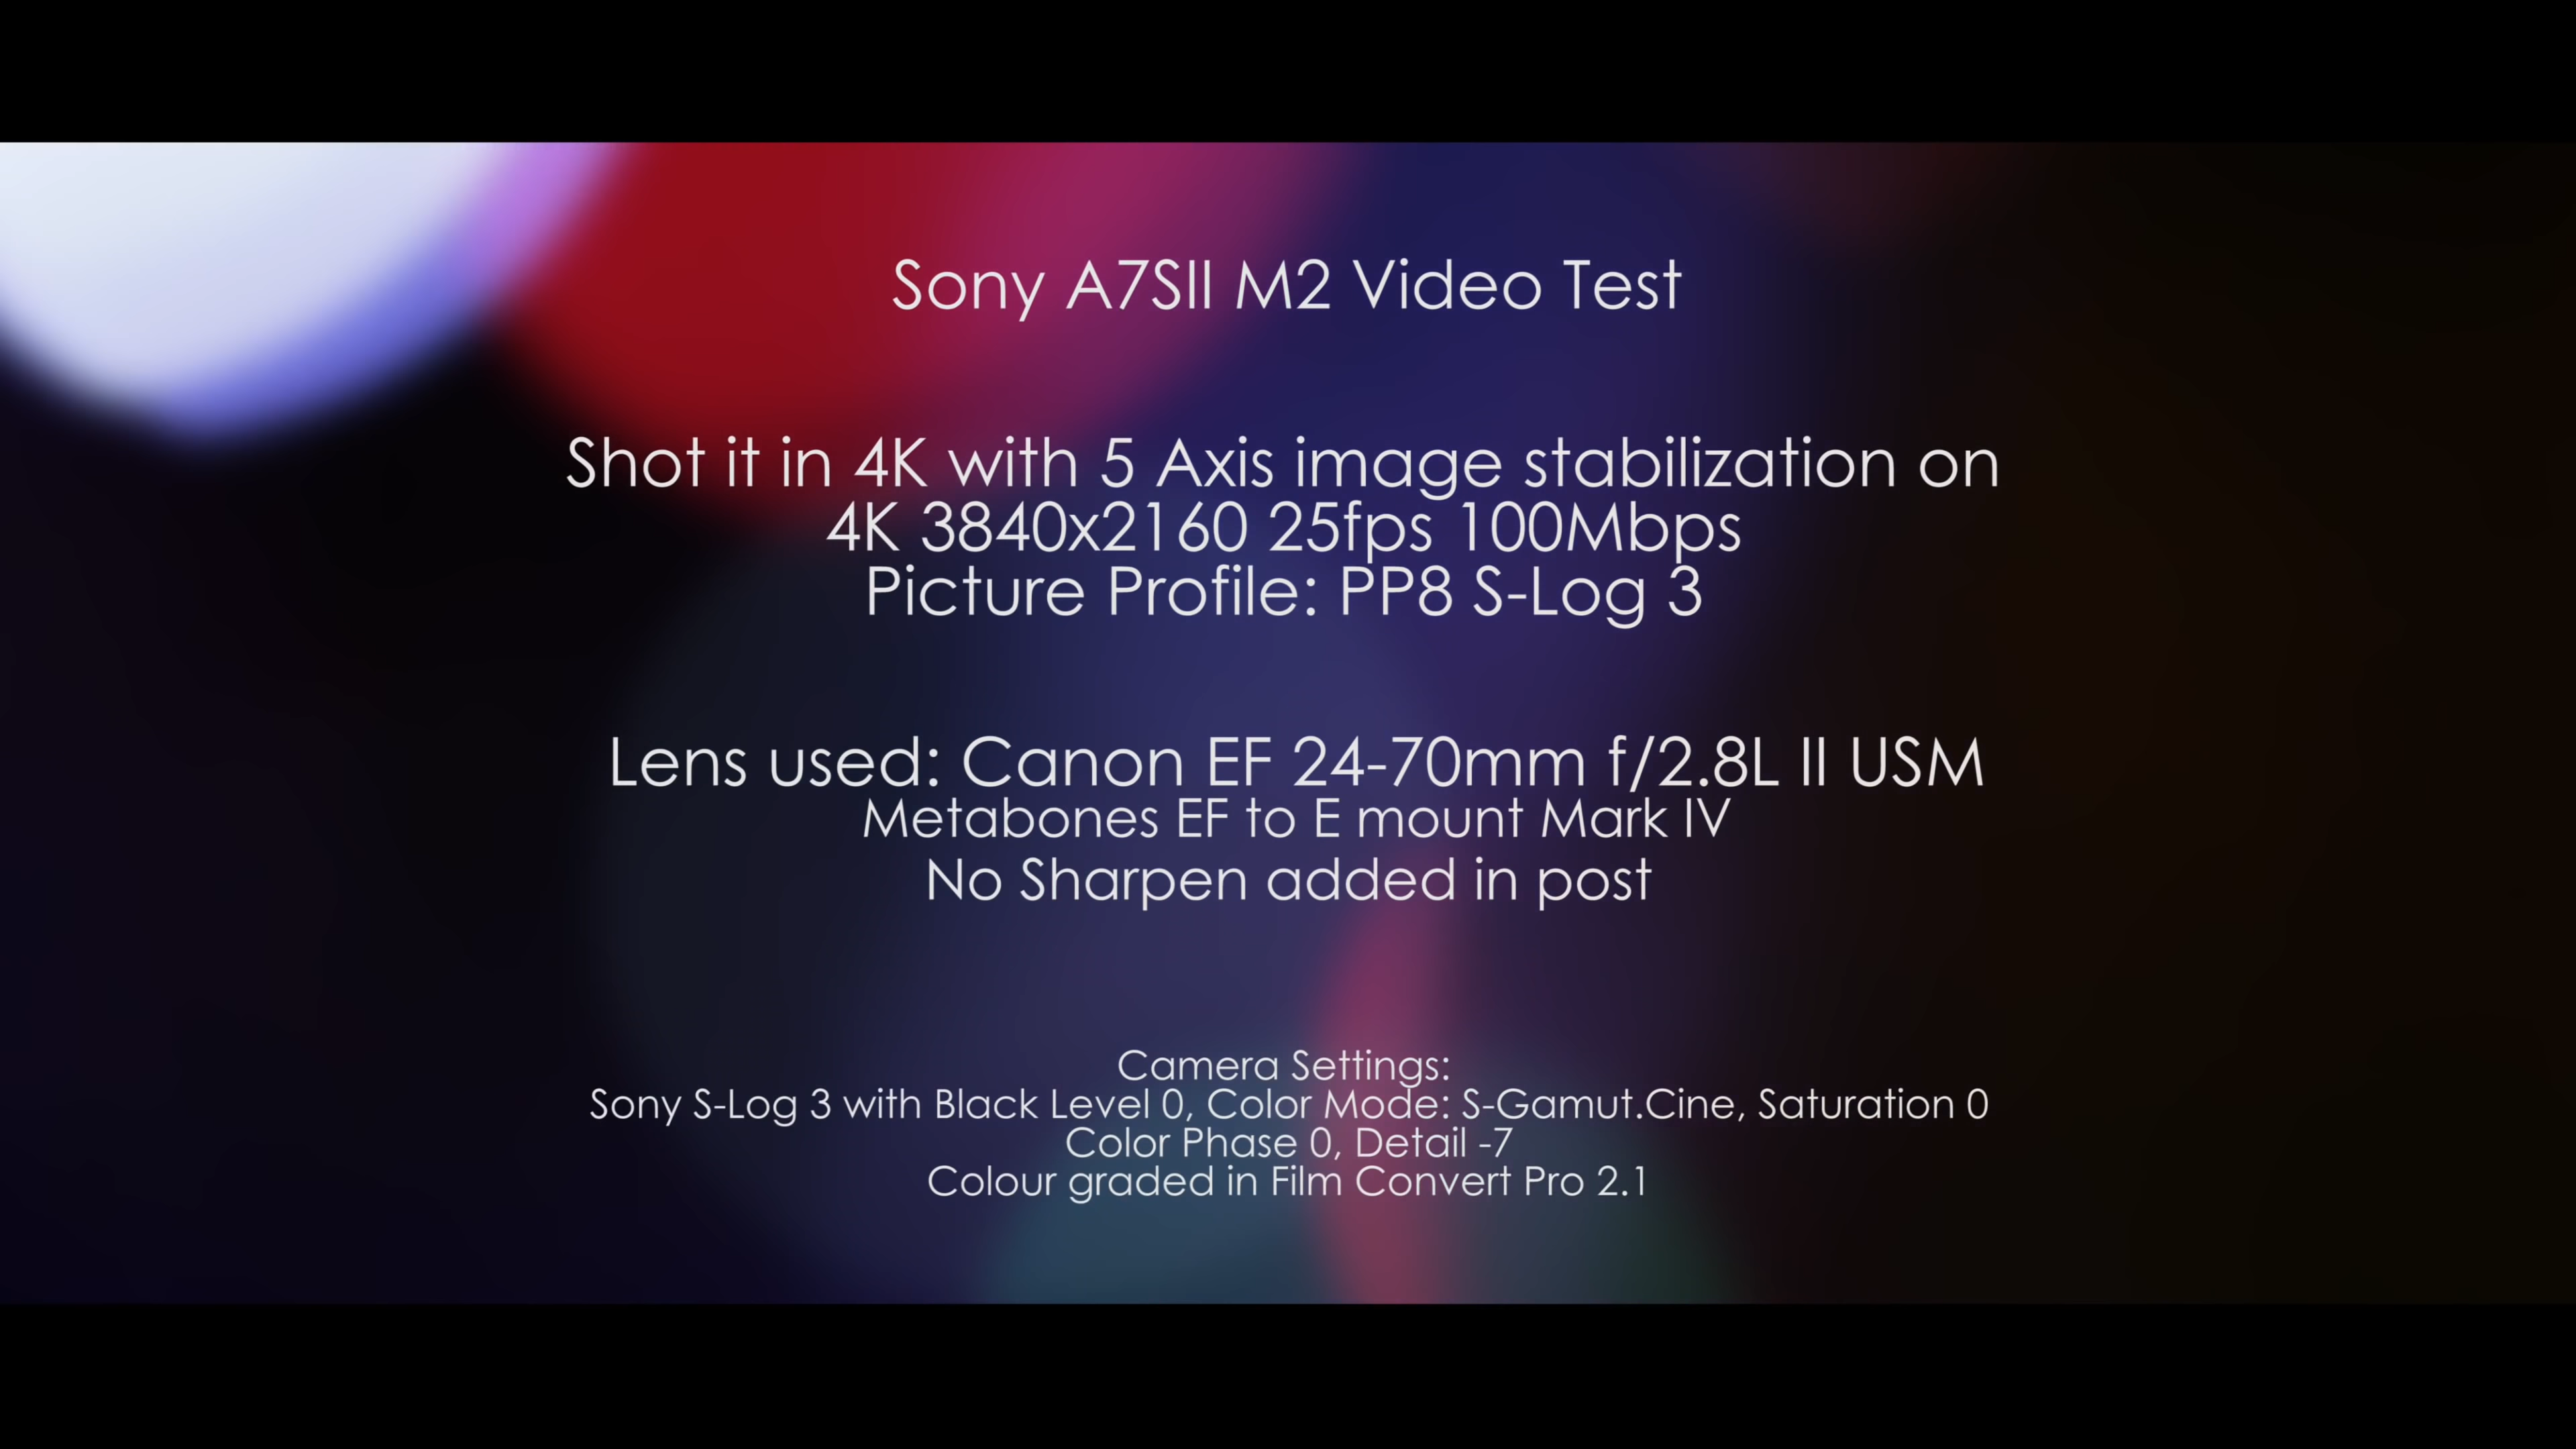 Sony A7SII M2 Video Test
Shot it in 4K with 5 Axis image stabilization on
4K 3840x2160 25fps 100Mbps
Picture Profile: PP8 S-Log 3
Lens used: Canon EF 24-70mm f/2.8L II USM
Metabones EF to E mount Mark IV
No Sharpen added in post
Camera Settings:
Sony S-Log 3 with Black Level 0, Color Mode: S-Gamut.Cine, Saturation 0
Color Phase 0, Detail -7
Colour graded in Film Convert Pro 2.1